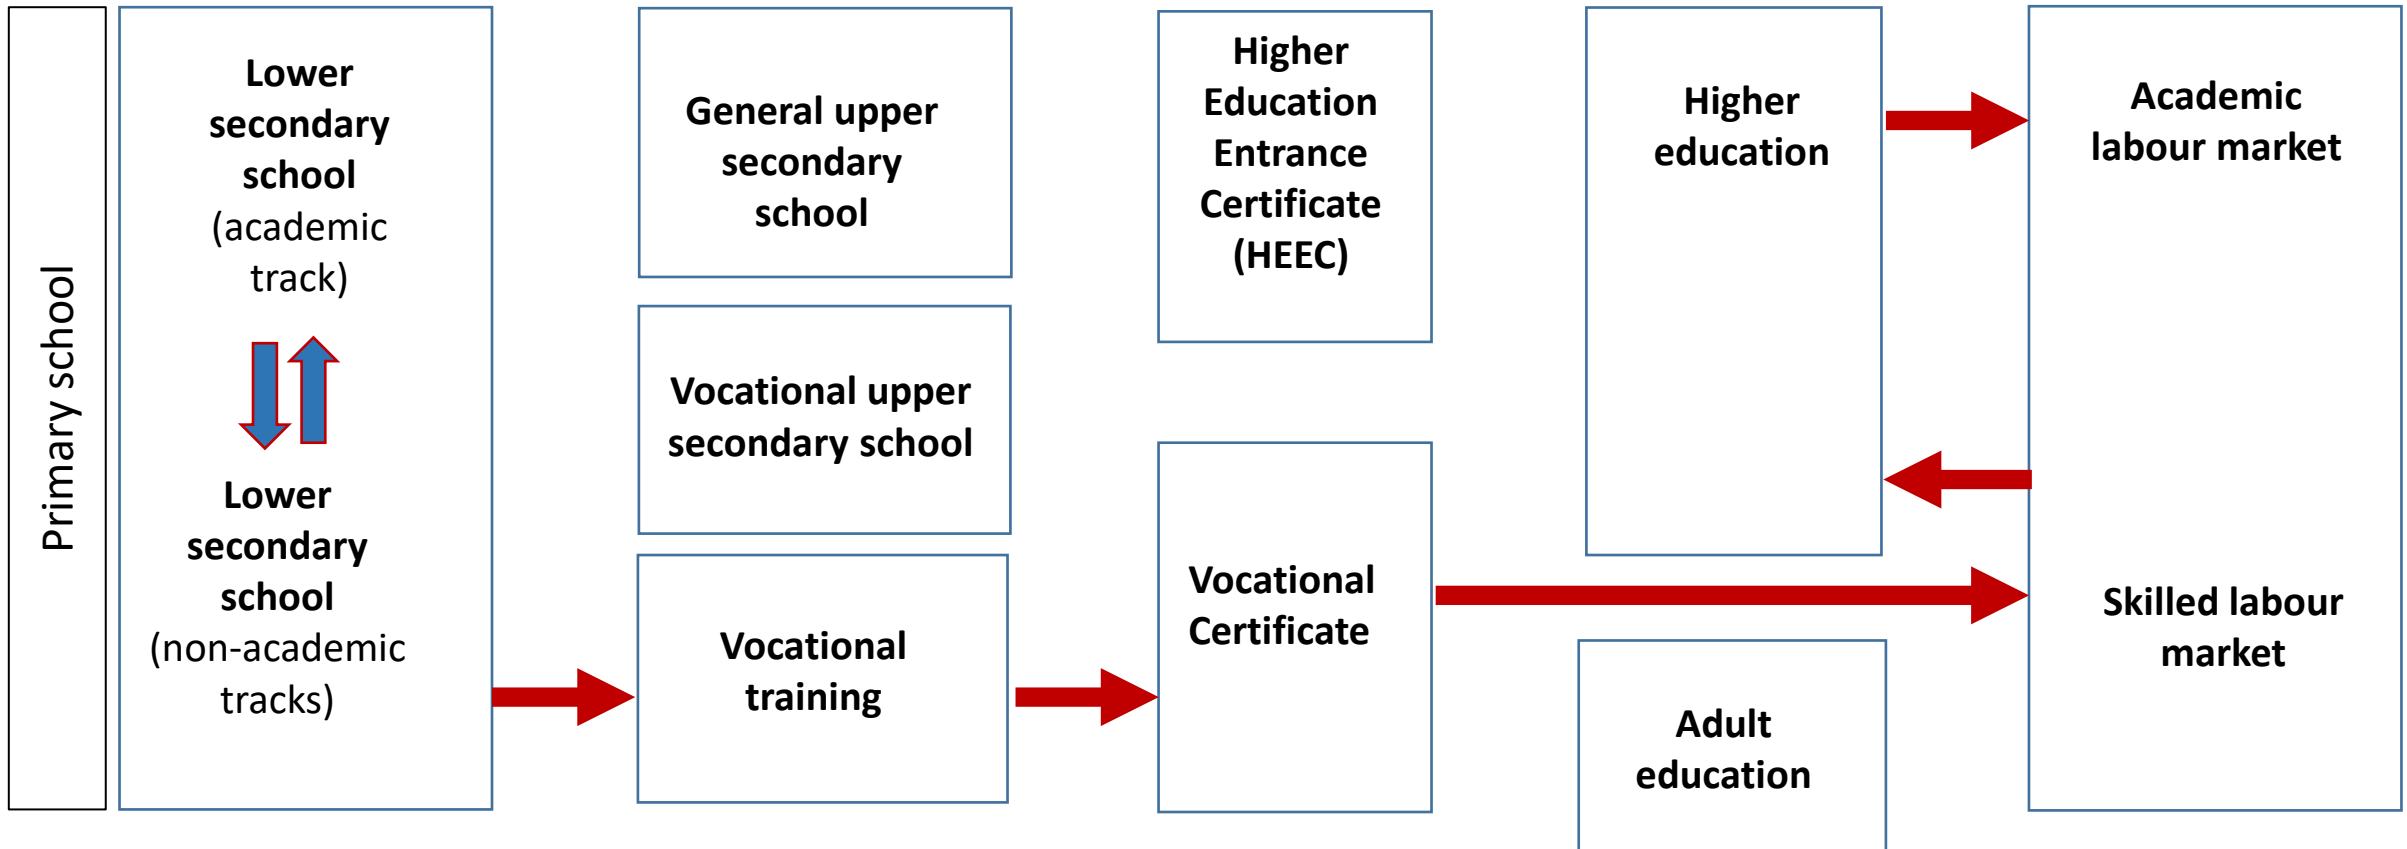 Primary school
Lower
secondary
school
(academic
track)
Lower
secondary
school
(non-academic
tracks)
General upper
secondary
school
Vocational upper
secondary school
Vocational
training
Higher
Education
Entrance
Certificate
(HEEC)
Vocational
Certificate
Higher
education
Adult
education
Academic
labour market
Skilled labour
market